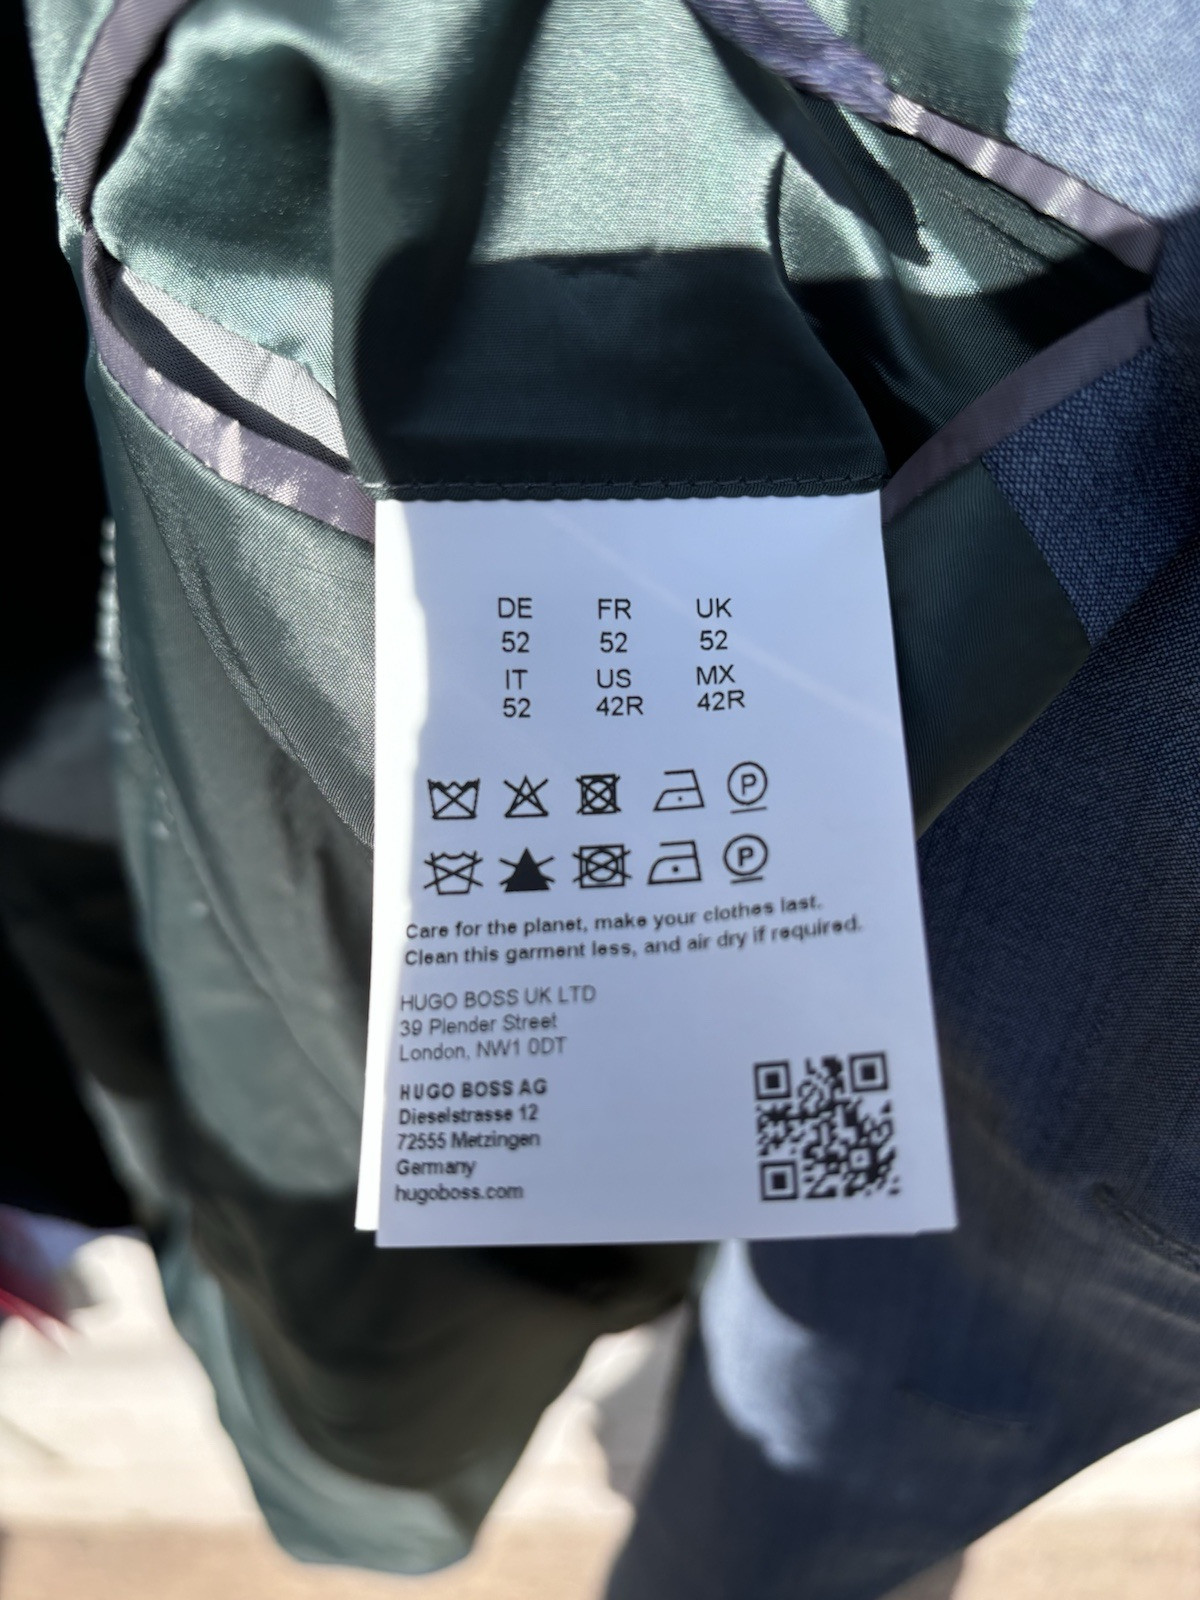 DE FR UK
52 52 52
IT US MX
52 42R 42R
P
P
Care for the planet, make your clothes last.
Clean this garment less, and air dry if required.
HUGO BOSS UK LTD
39 Plender Street
London, NW1 0DT
HUGO BOSS AG
Dieselstrasse 12
72555 Metzingen
Germany
hugoboss.com